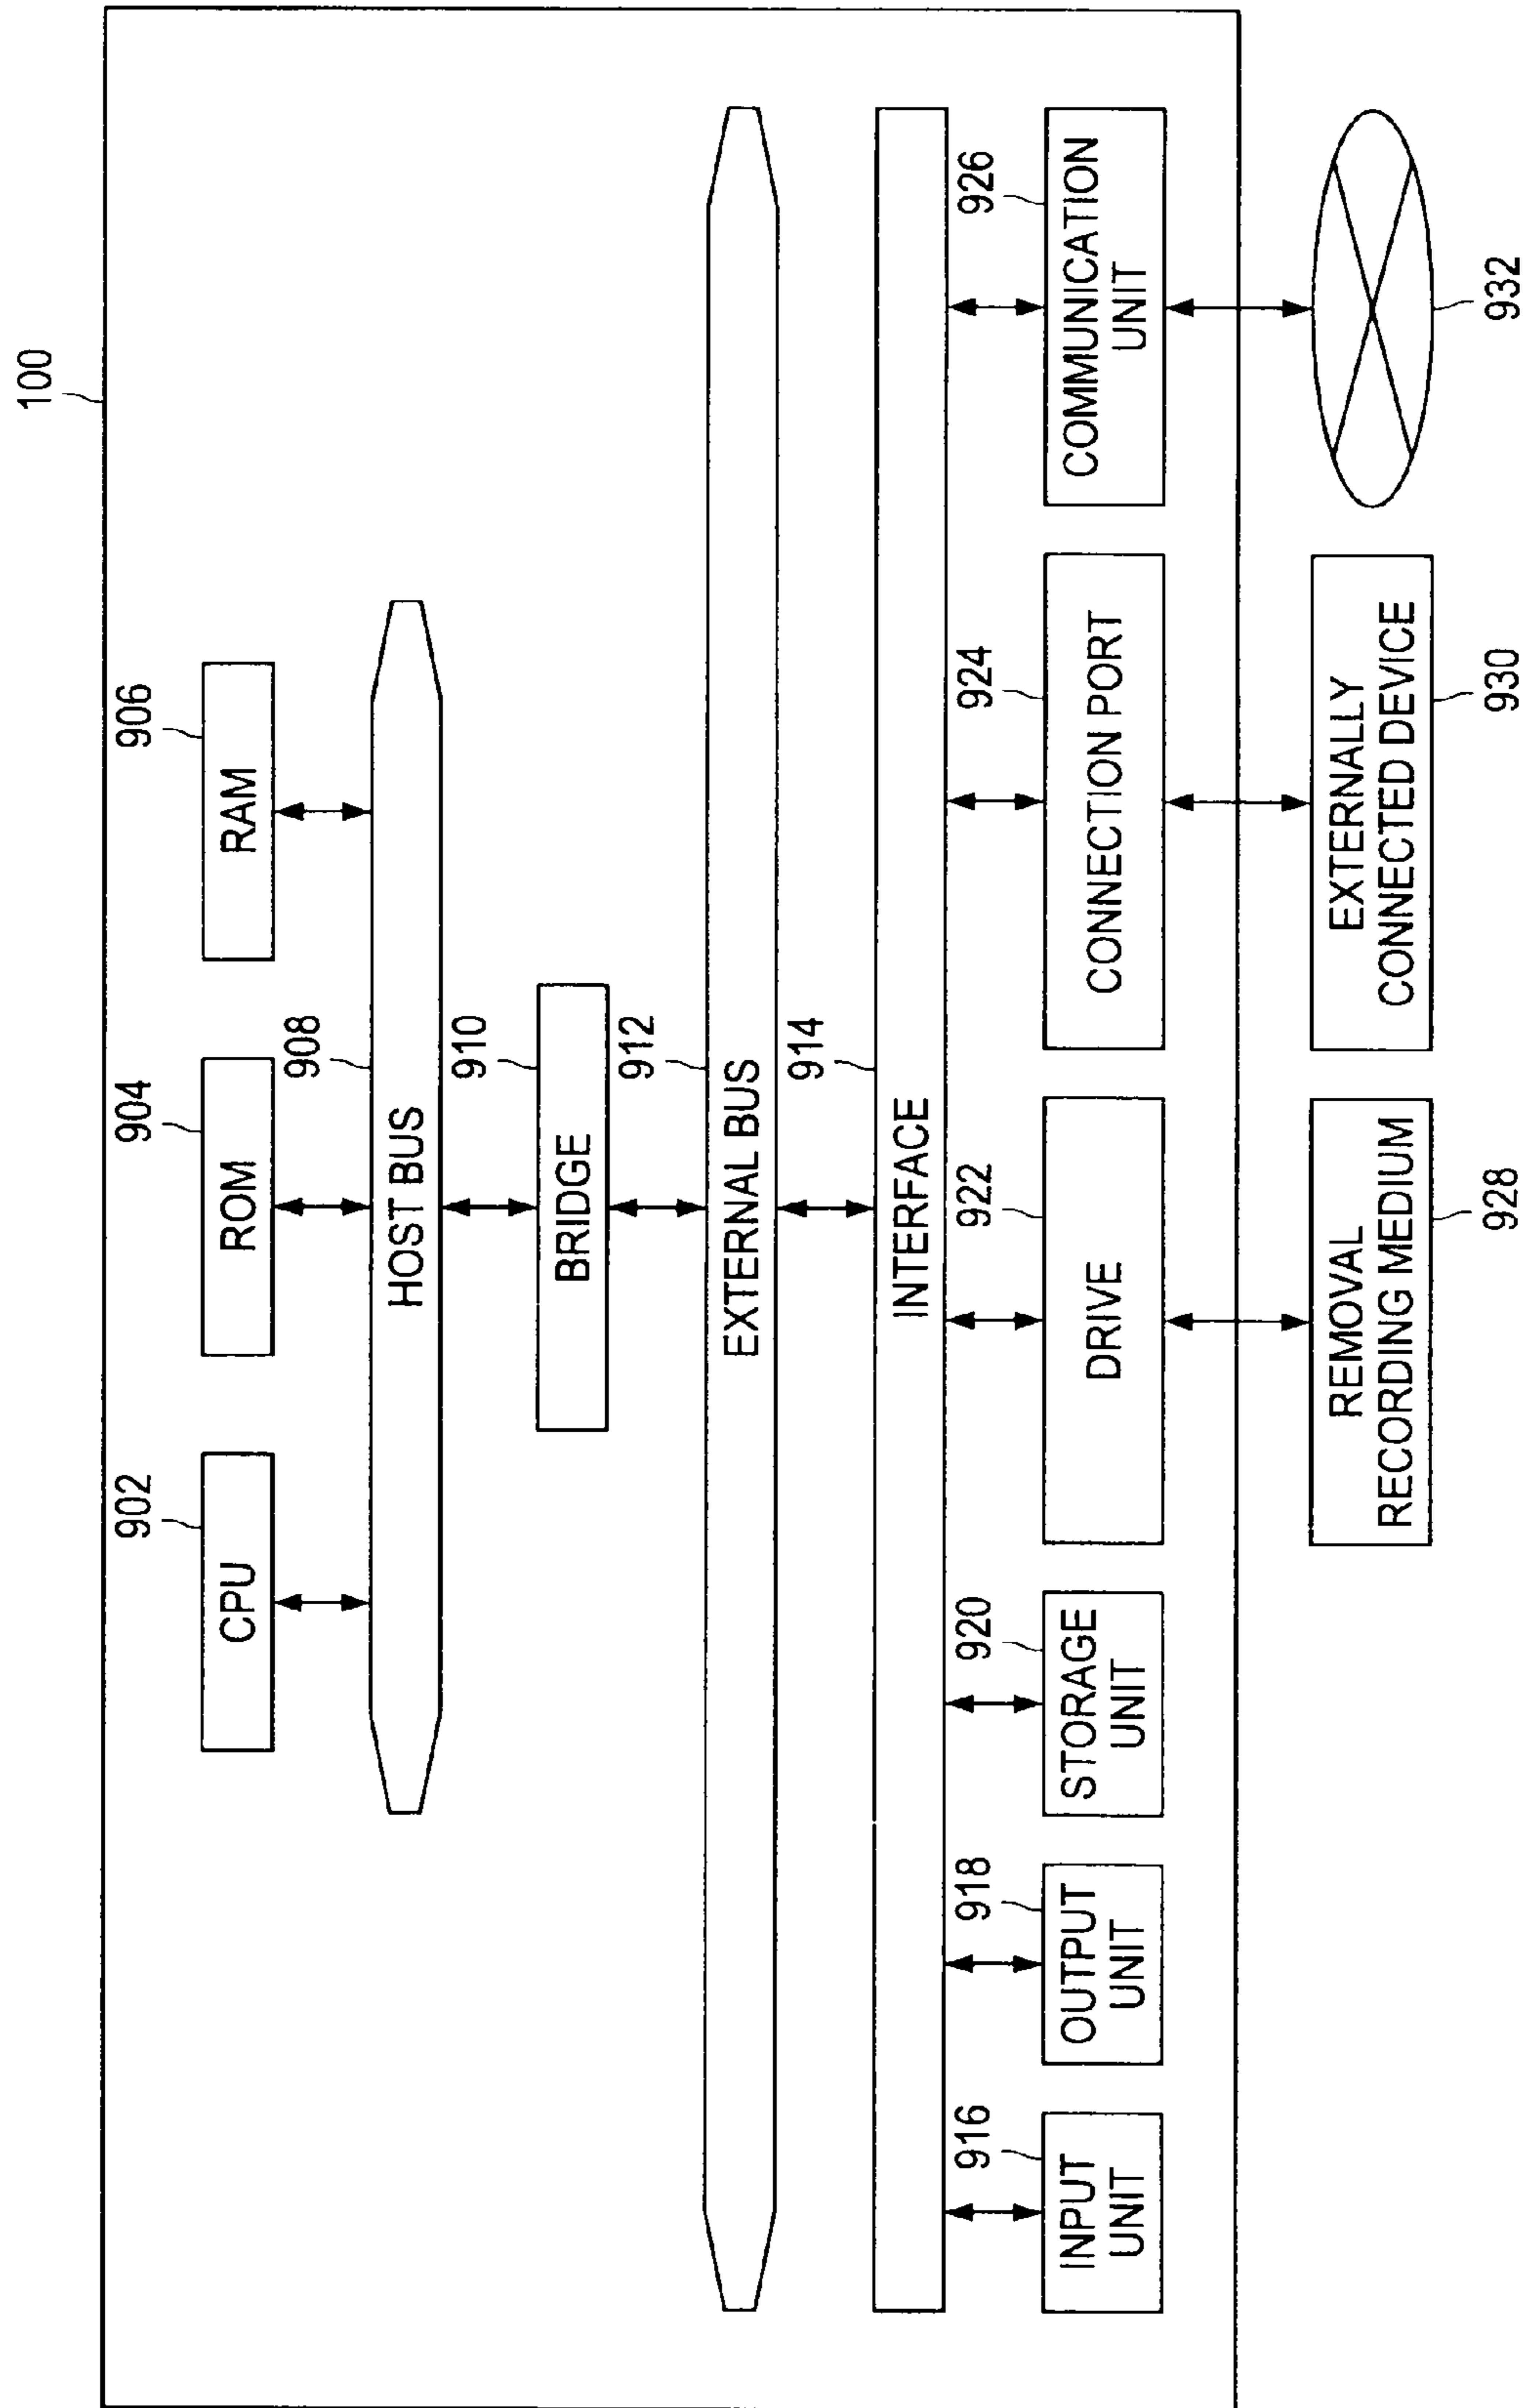 100
902
904
906
CPU
ROM
RAM
908
HOST BUS
910
BRIDGE
912
EXTERNAL BUS
914
INTERFACE
916
918
920
922
924
926
INPUT
UNIT
OUTPUT
UNIT
STORAGE
UNIT
DRIVE
CONNECTION PORT
COMMUNICATION
UNIT
REMOVAL
RECORDING MEDIUM
EXTERNALLY
CONNECTED DEVICE
928
930
932